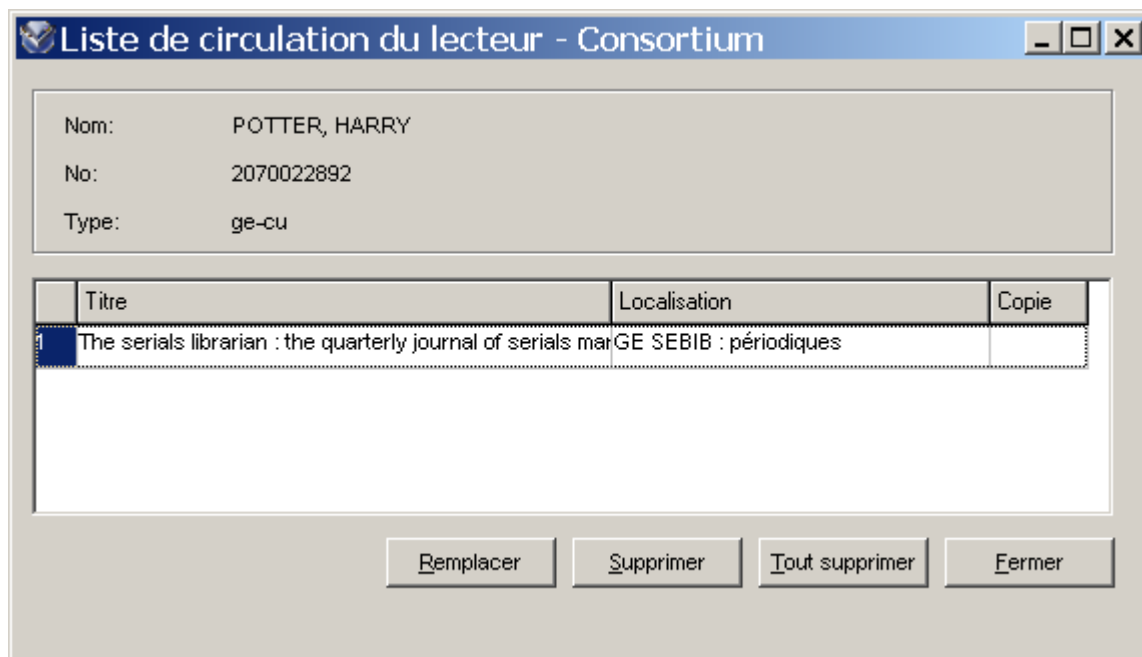 Liste de circulation du lecteur - Consortium
Nom: POTTER, HARRY
No: 2070022892
Type: ge-cu
Titre Localisation Copie
1 The serials librarian : the quarterly journal of serials mar GE SEBIB : périodiques
Remplacer Supprimer Tout supprimer Fermer